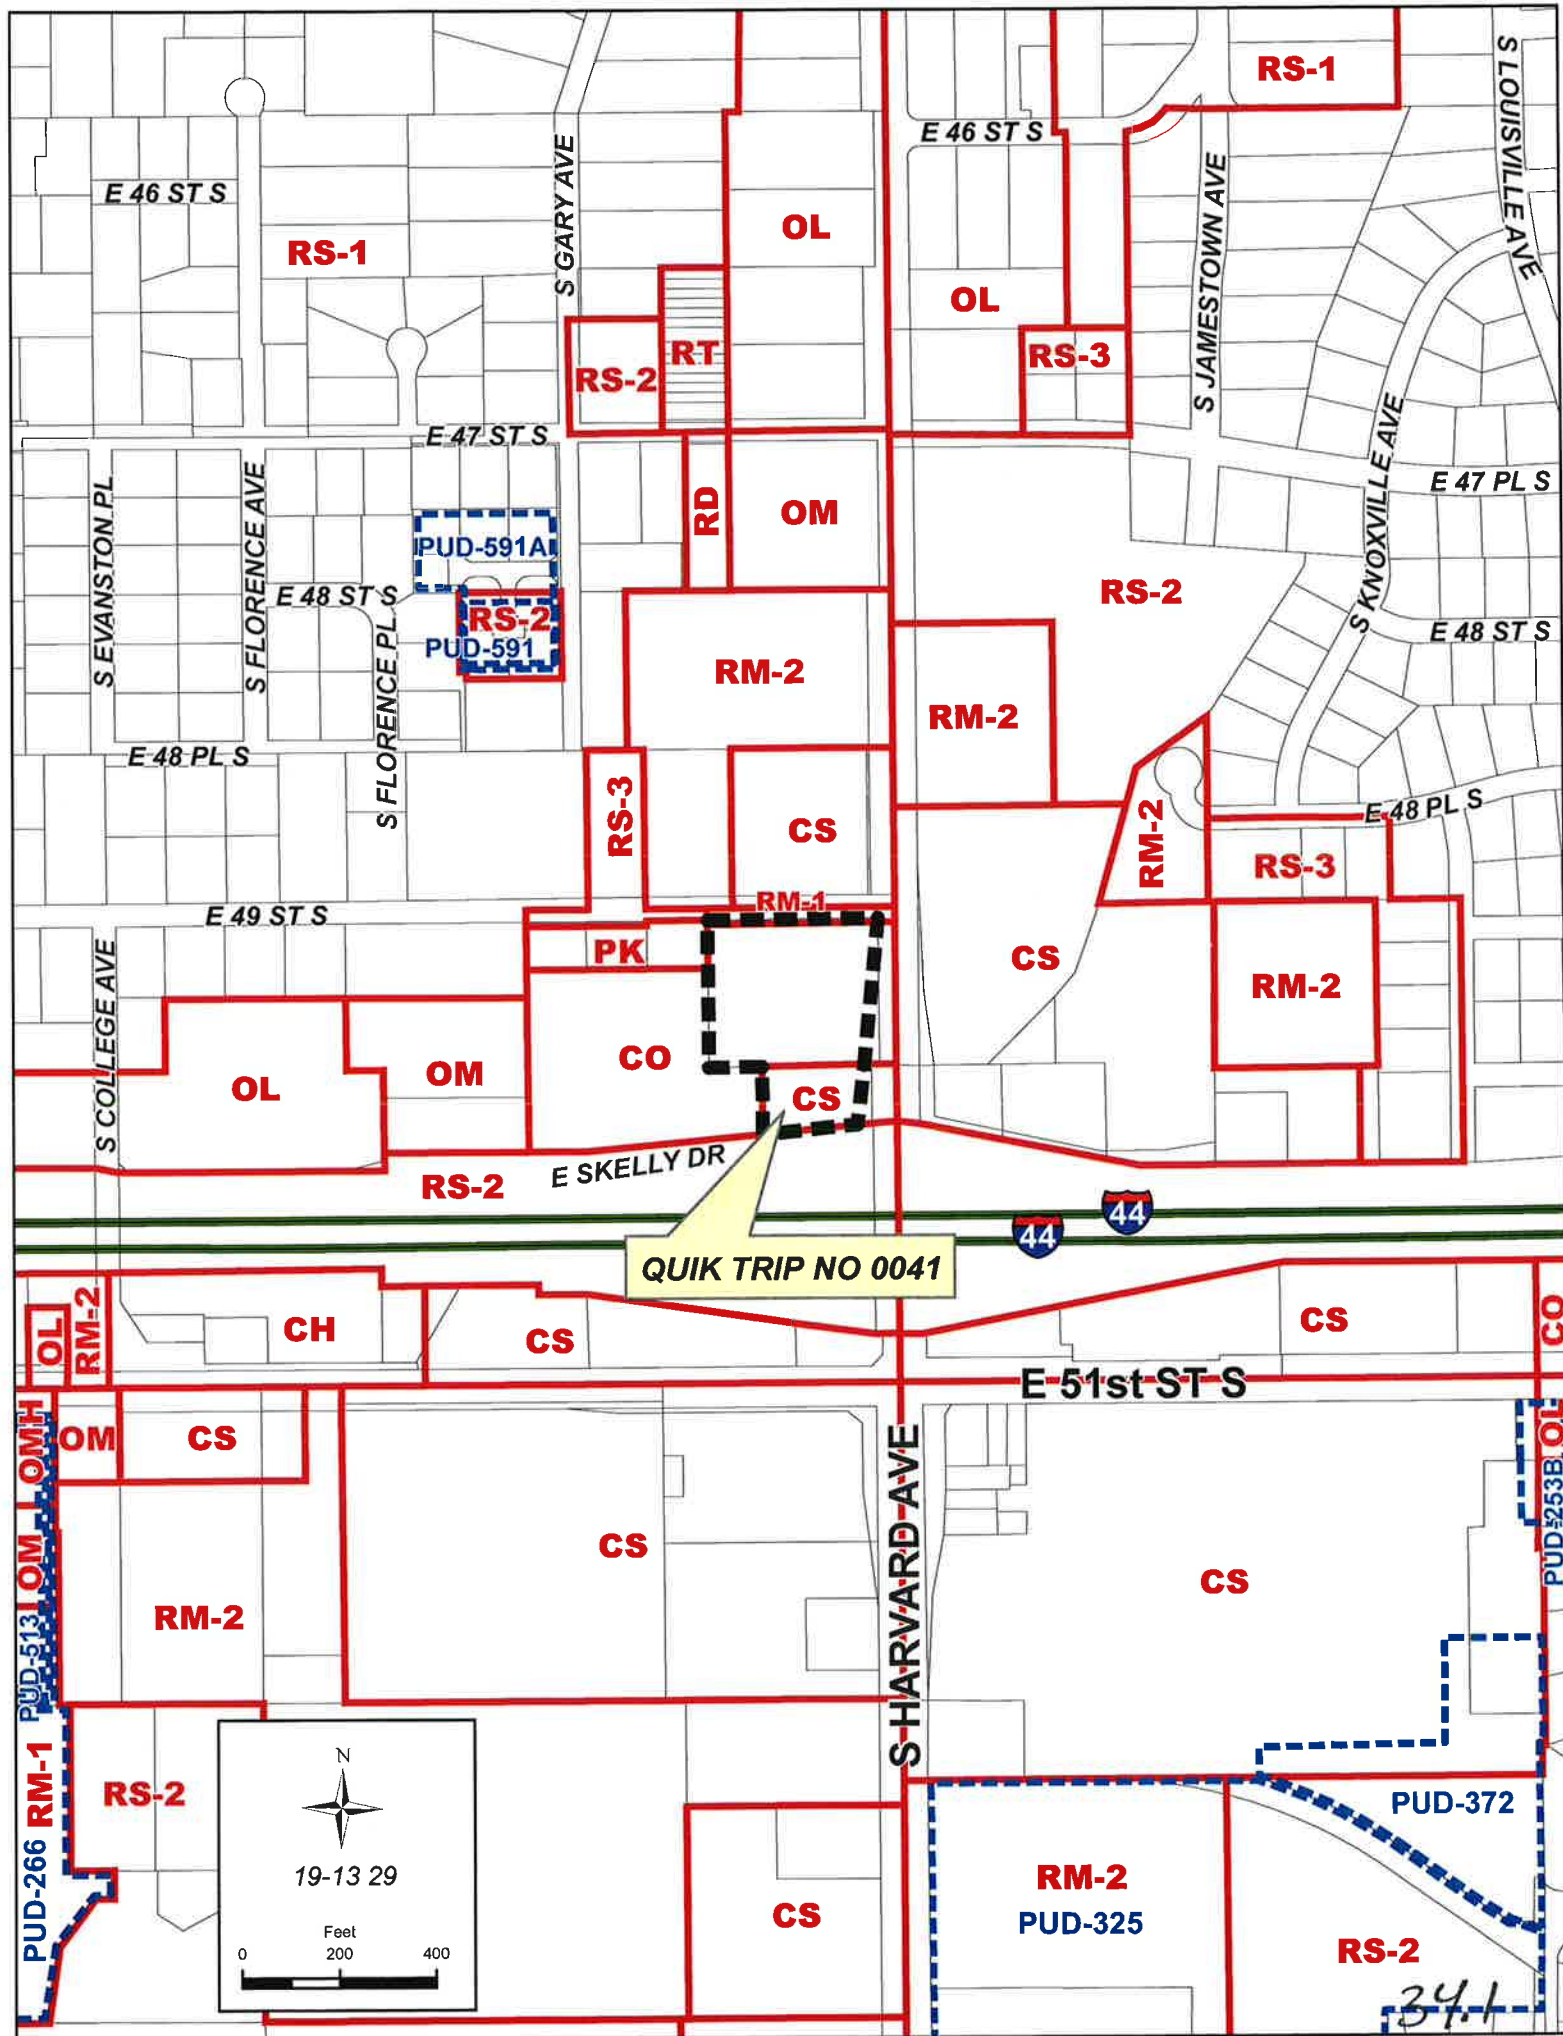 RS-1
S LOUISVILLE AVE
E 46 ST S
E 46 ST S
S GARY AVE
S JAMESTOWN AVE
RS-1
OL
OL
RS-3
RT
RS-2
E 47 ST S
S KNOXVILLE AVE
E 47 PL S
S EVANSTON PL
S FLORENCE AVE
RD
OM
PUD-591A
RS-2
E 48 ST S
RS-2
PUD-591
E 48 ST S
S FLORENCE PL
RM-2
RM-2
E 48 PL S
RS-3
CS
RM-2
E 48 PL S
RS-3
RM-1
E 49 ST S
PK
CS
RM-2
S COLLEGE AVE
CO
OM
OL
CS
E SKELLY DR
RS-2
44
44
QUIK TRIP NO 0041
OL
RM-2
CH
CS
CS
CO
E 51st ST S
OMH
OM
CS
OL
PUD-253B
S HARVARD AVE
OM
CS
CS
PUD-513
RM-2
RM-1
RS-2
PUD-266
N
19-13 29
Feet
0 200 400
CS
PUD-372
RM-2
PUD-325
RS-2
34.1